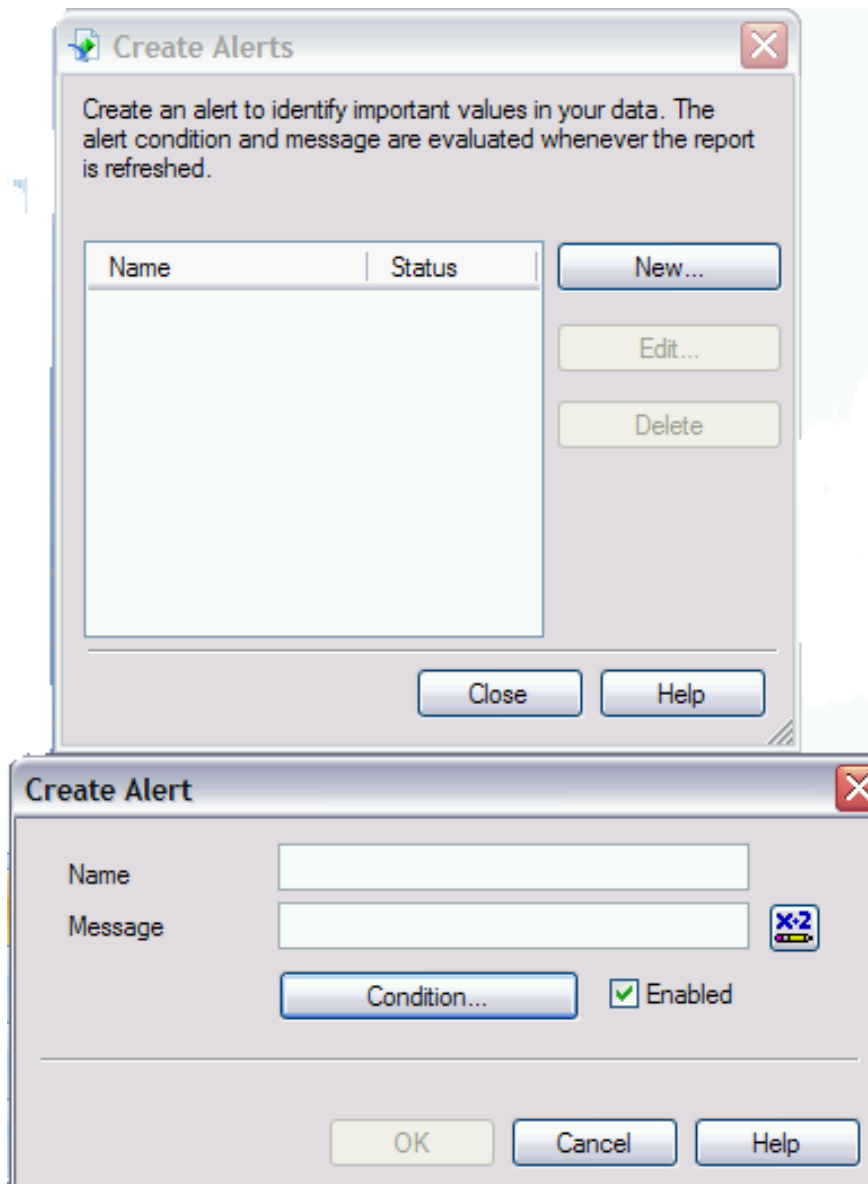 Create Alerts
Create an alert to identify important values in your data. The
alert condition and message are evaluated whenever the report
is refreshed.
Name Status
New...
Edit...
Delete
Close Help
Create Alert
Name
Message
X+2
Condition... Enabled
OK Cancel Help